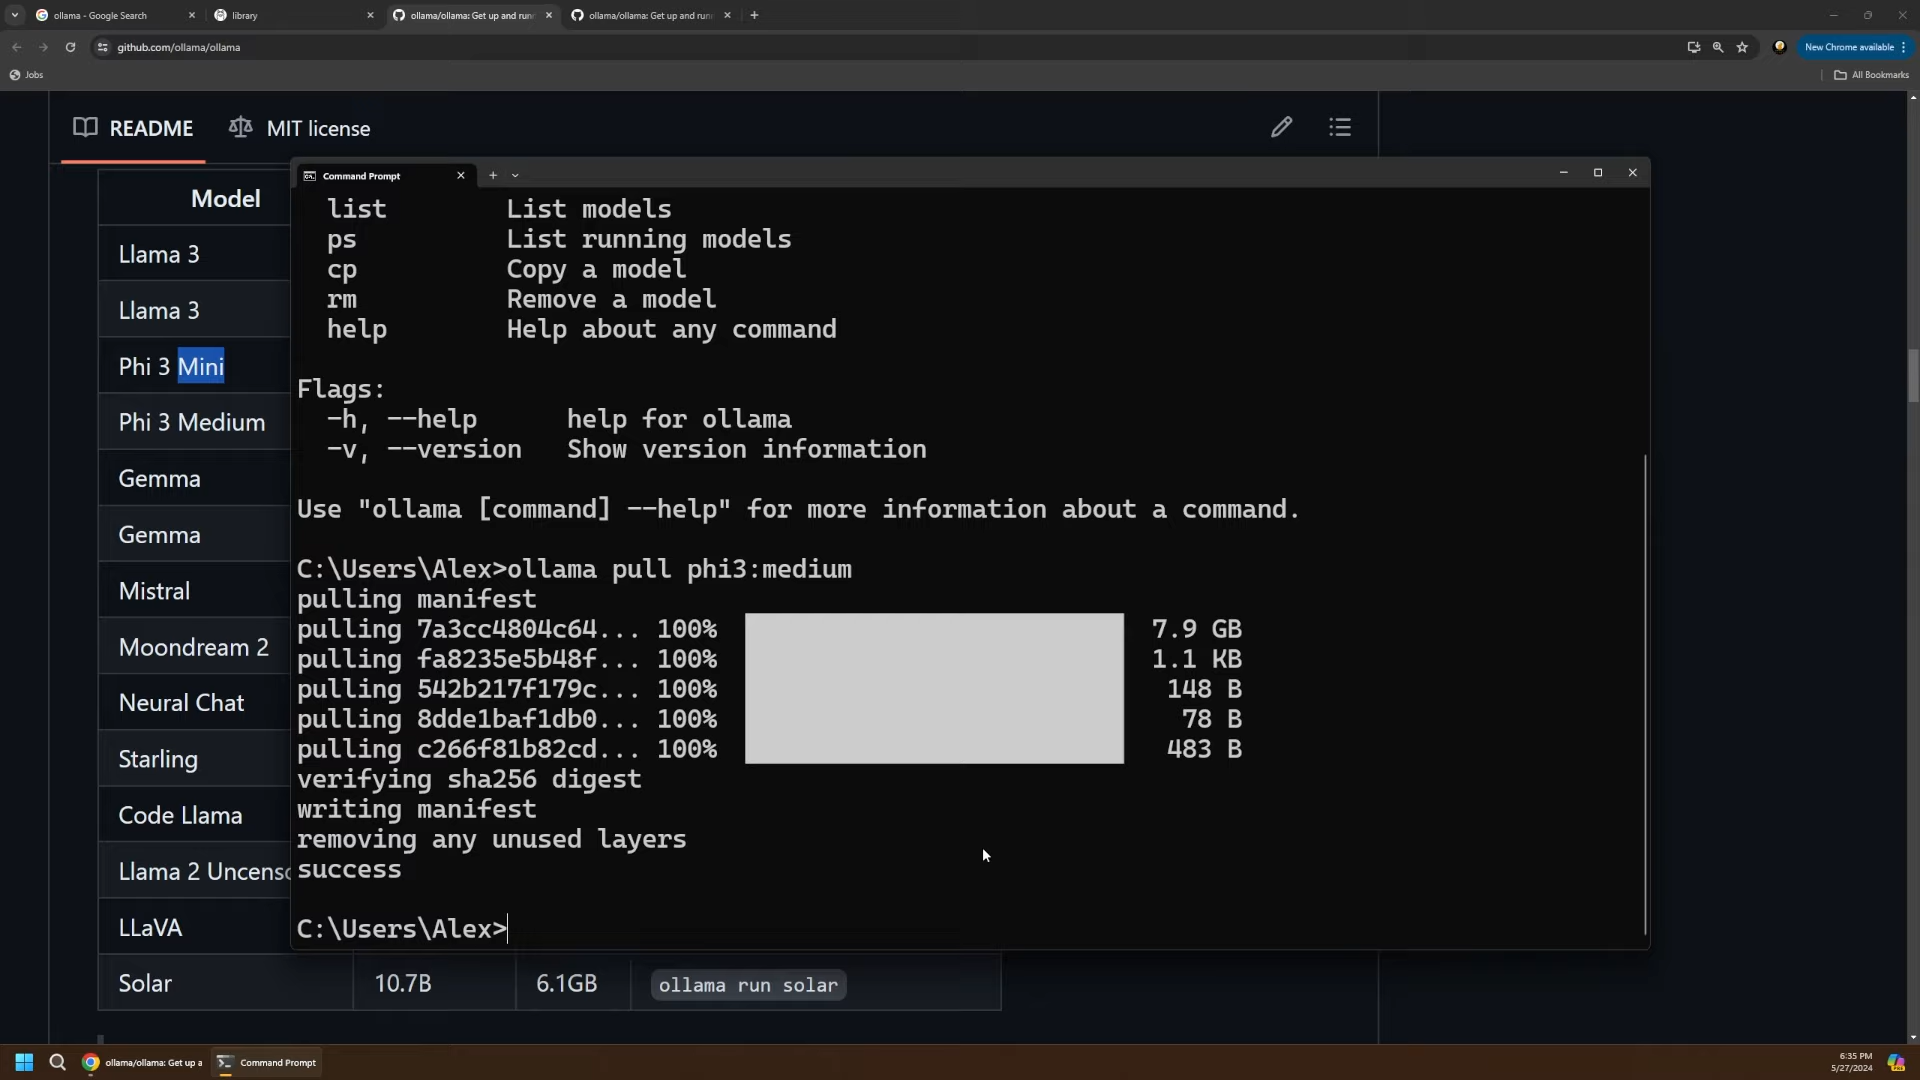 ollama - Google Search
library
ollama/ollama: Get up and run
ollama/ollama: Get up and run
github.com/ollama/ollama
New Chrome available
Jobs
All Bookmarks
README
MIT license
Model
Llama 3
Llama 3
Phi 3 Mini
Phi 3 Medium
Gemma
Gemma
Mistral
Moondream 2
Neural Chat
Starling
Code Llama
Llama 2 Uncens
LLaVA
Solar 10.7B 6.1GB ollama run solar
Command Prompt
list List models
ps List running models
cp Copy a model
rm Remove a model
help Help about any command
Flags:
-h, --help help for ollama
-v, --version Show version information
Use "ollama [command] --help" for more information about a command.
C:\Users\Alex>ollama pull phi3:medium
pulling manifest
pulling 7a3cc4804c64... 100% 7.9 GB
pulling fa8235e5b48f... 100% 1.1 KB
pulling 542b217f179c... 100% 148 B
pulling 8dde1baf1db0... 100% 78 B
pulling c266f81b82cd... 100% 483 B
verifying sha256 digest
writing manifest
removing any unused layers
success
C:\Users\Alex>
ollama/ollama: Get up a
Command Prompt
6:35 PM
5/27/2024